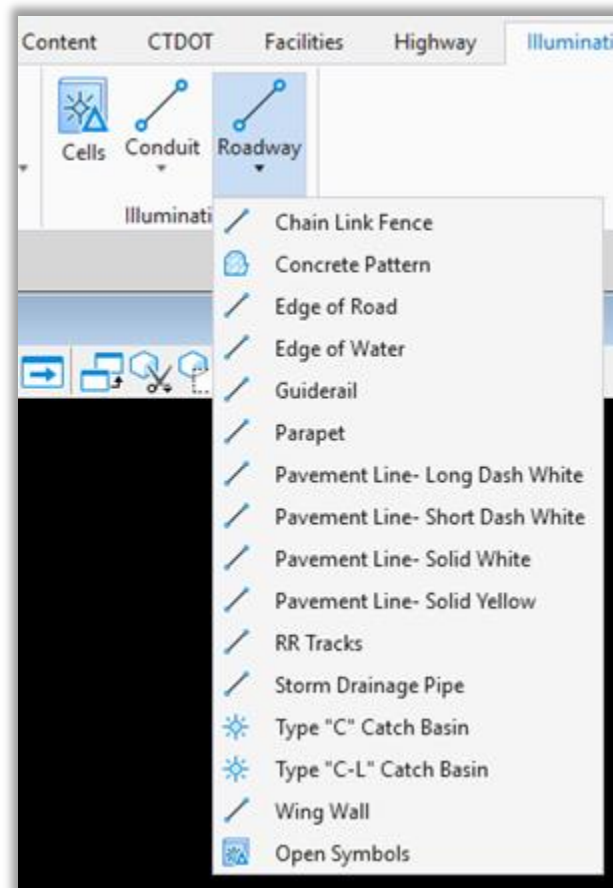 Content CTDOT Facilities Highway Illuminati
Cells Conduit Roadway
Illuminati
Chain Link Fence
Concrete Pattern
Edge of Road
Edge of Water
Guiderail
Parapet
Pavement Line- Long Dash White
Pavement Line- Short Dash White
Pavement Line- Solid White
Pavement Line- Solid Yellow
RR Tracks
Storm Drainage Pipe
Type "C" Catch Basin
Type "C-L" Catch Basin
Wing Wall
Open Symbols